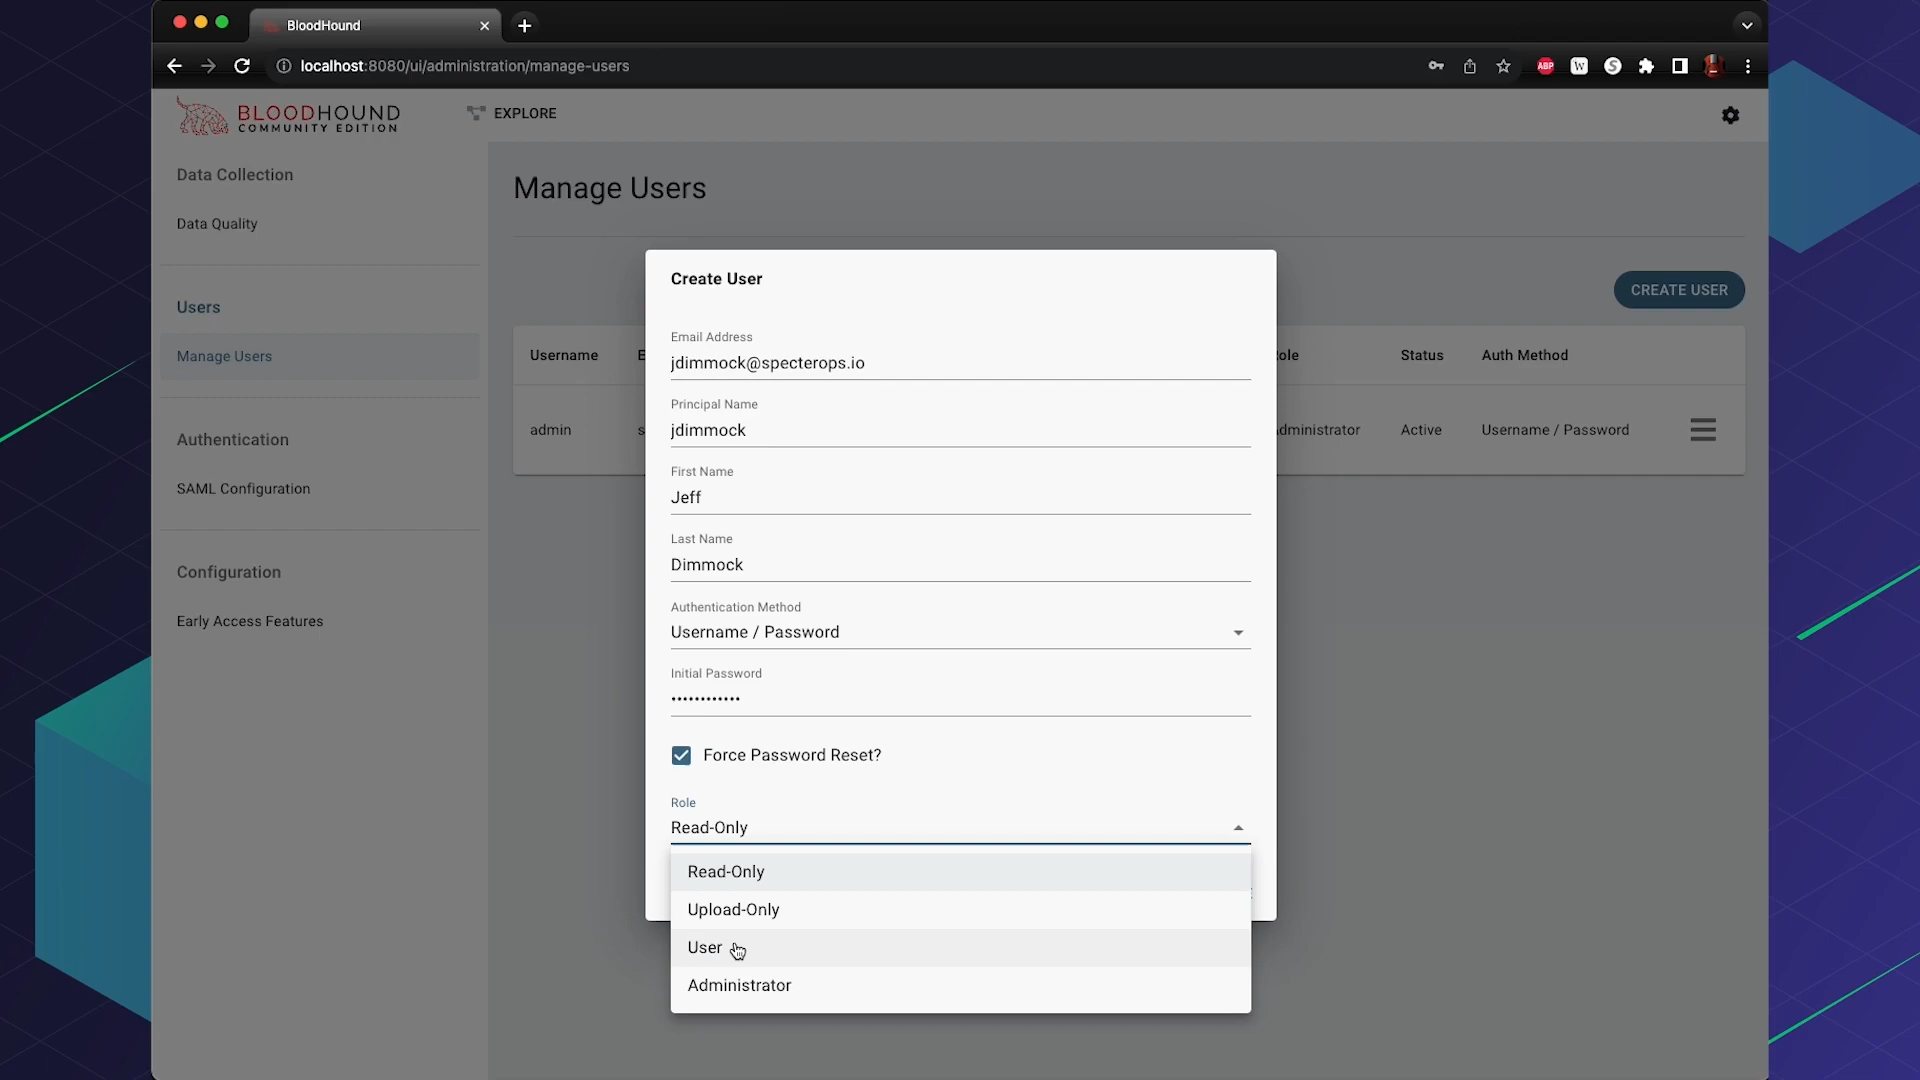 BloodHound
localhost:8080/ui/administration/manage-users
ABP
W
S
BLOODHOUND
COMMUNITY EDITION
EXPLORE
Data Collection
Data Quality
Users
Manage Users
Authentication
SAML Configuration
Configuration
Early Access Features
Manage Users
CREATE USER
Username E ole Status Auth Method
admin s dministrator Active Username / Password
Create User
Email Address
jdimmock@specterops.io
Principal Name
jdimmock
First Name
Jeff
Last Name
Dimmock
Authentication Method
Username / Password
Initial Password
••••••••••••
Force Password Reset?
Role
Read-Only
Read-Only
Upload-Only
User
Administrator